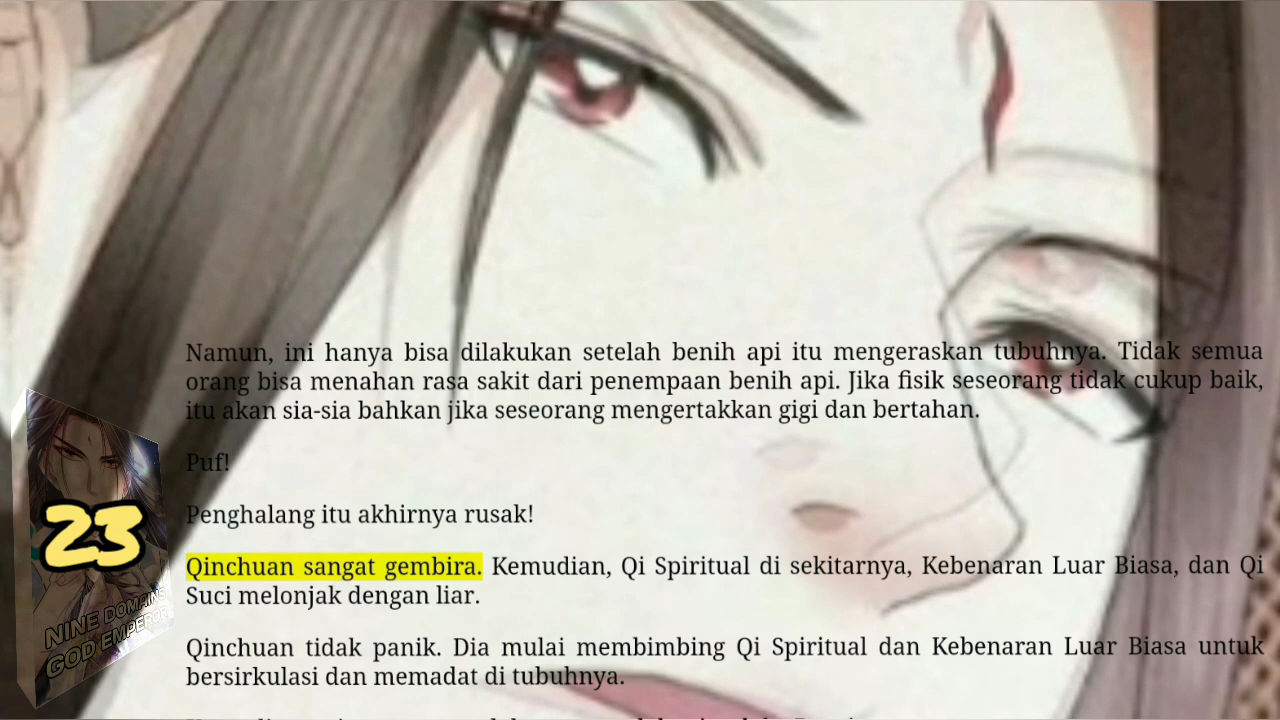 Namun, ini hanya bisa dilakukan setelah benih api itu mengeraskan tubuhnya. Tidak semua
orang bisa menahan rasa sakit dari penempaan benih api. Jika fisik seseorang tidak cukup baik,
itu akan sia-sia bahkan jika seseorang mengertakkan gigi dan bertahan.
Puf!
Penghalang itu akhirnya rusak!
Qinchuan sangat gembira. Kemudian, Qi Spiritual di sekitarnya, Kebenaran Luar Biasa, dan Qi
Suci melonjak dengan liar.
Qinchuan tidak panik. Dia mulai membimbing Qi Spiritual dan Kebenaran Luar Biasa untuk
bersirkulasi dan memadat di tubuhnya.
23
NINE DOMAINS
GOD EMPEROR